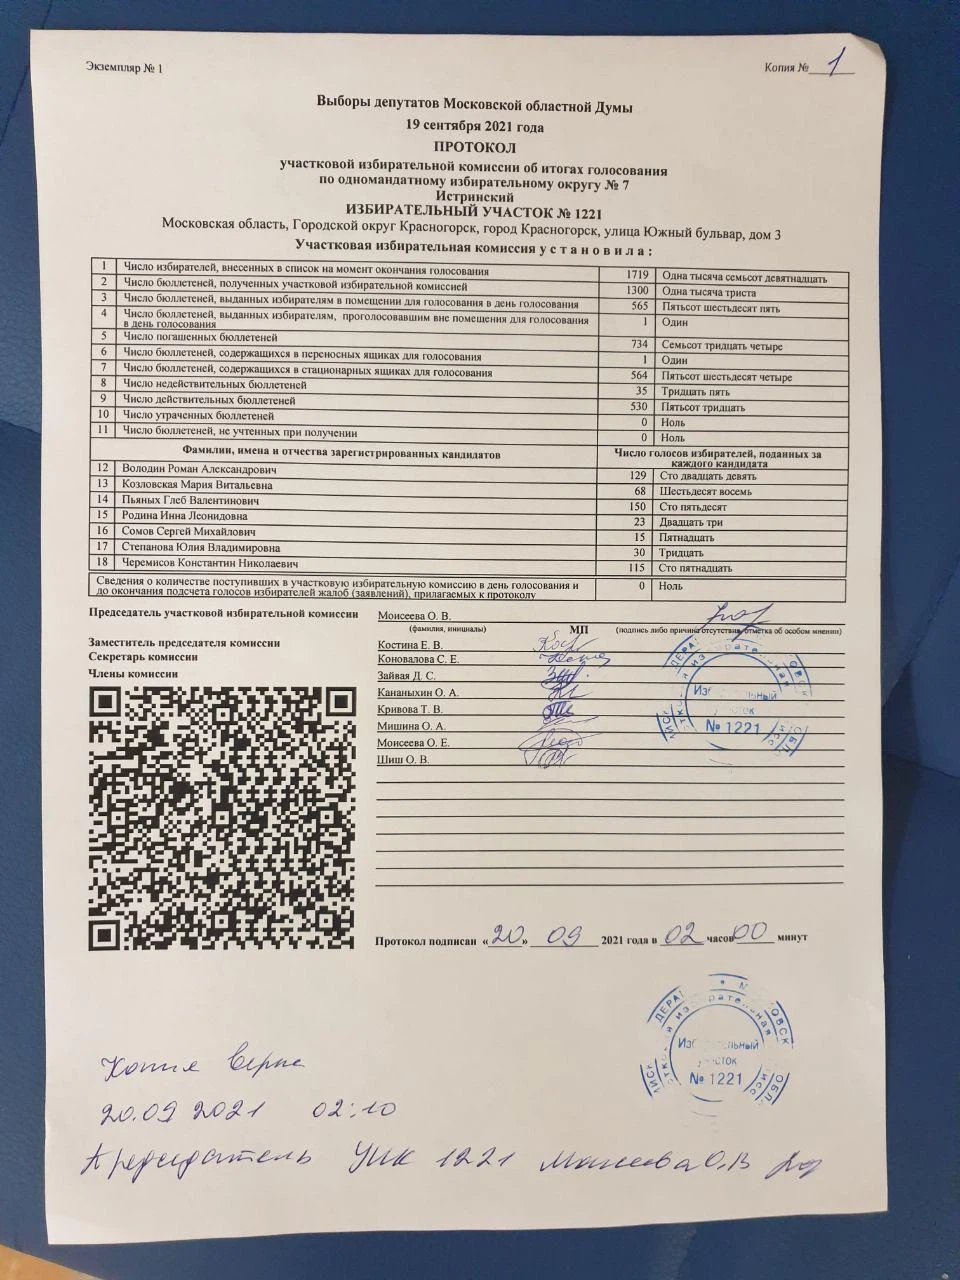 Экземпляр № 1
Копия № 1
Выборы депутатов Московской областной Думы
19 сентября 2021 года
ПРОТОКОЛ
участковой избирательной комиссии об итогах голосования
по одномандатному избирательному округу № 7
Истринский
ИЗБИРАТЕЛЬНЫЙ УЧАСТОК № 1221
Московская область, Городской округ Красногорск, город Красногорск, улица Южный бульвар, дом 3
Участковая избирательная комиссия у с т а н о в и л а :
1 Число избирателей, внесенных в список на момент окончания голосования 1719 Одна тысяча семьсот девятнадцать
2 Число бюллетеней, полученных участковой избирательной комиссией 1300 Одна тысяча триста
3 Число бюллетеней, выданных избирателям в помещении для голосования в день голосования 565 Пятьсот шестьдесят пять
4 Число бюллетеней, выданных избирателям, проголосовавшим вне помещения для голосования 1 Один
в день голосования
5 Число погашенных бюллетеней 734 Семьсот тридцать четыре
6 Число бюллетеней, содержащихся в переносных ящиках для голосования 1 Один
7 Число бюллетеней, содержащихся в стационарных ящиках для голосования 564 Пятьсот шестьдесят четыре
8 Число недействительных бюллетеней 35 Тридцать пять
9 Число действительных бюллетеней 530 Пятьсот тридцать
10 Число утраченных бюллетеней 0 Ноль
11 Число бюллетеней, не учтенных при получении 0 Ноль
Фамилии, имена и отчества зарегистрированных кандидатов Число голосов избирателей, поданных за
каждого кандидата
12 Володин Роман Александрович 129 Сто двадцать девять
13 Козловская Мария Витальевна 68 Шестьдесят восемь
14 Пьяных Глеб Валентинович 150 Сто пятьдесят
15 Родина Инна Леонидовна 23 Двадцать три
16 Сомов Сергей Михайлович 15 Пятнадцать
17 Степанова Юлия Владимировна 30 Тридцать
18 Черемисов Константин Николаевич 115 Сто пятнадцать
Сведения о количестве поступивших в участковую избирательную комиссию в день голосования и 0 Ноль
до окончания подсчета голосов избирателей жалоб (заявлений), прилагаемых к протоколу
Председатель участковой избирательной комиссии Моисеева О. В.
(фамилия, инициалы) МП (подпись либо причина отсутствия, отметка об особом мнении)
Заместитель председателя комиссии Костина Е. В.
Секретарь комиссии Коновалова С. Е.
Члены комиссии Зайвая Д. С.
Кананыхин О. А.
Кривова Т. В.
Мишина О. А.
Моисеева О. Е.
Шиш О. В.
Избирательный
участок
№ 1221
Протокол подписан «20» 09 2021 года в 02 часов 00 минут
Избирательный
участок
№ 1221
Копия верна
20.09 2021 02:10
Председатель УИК 1221 Моисеева О.В